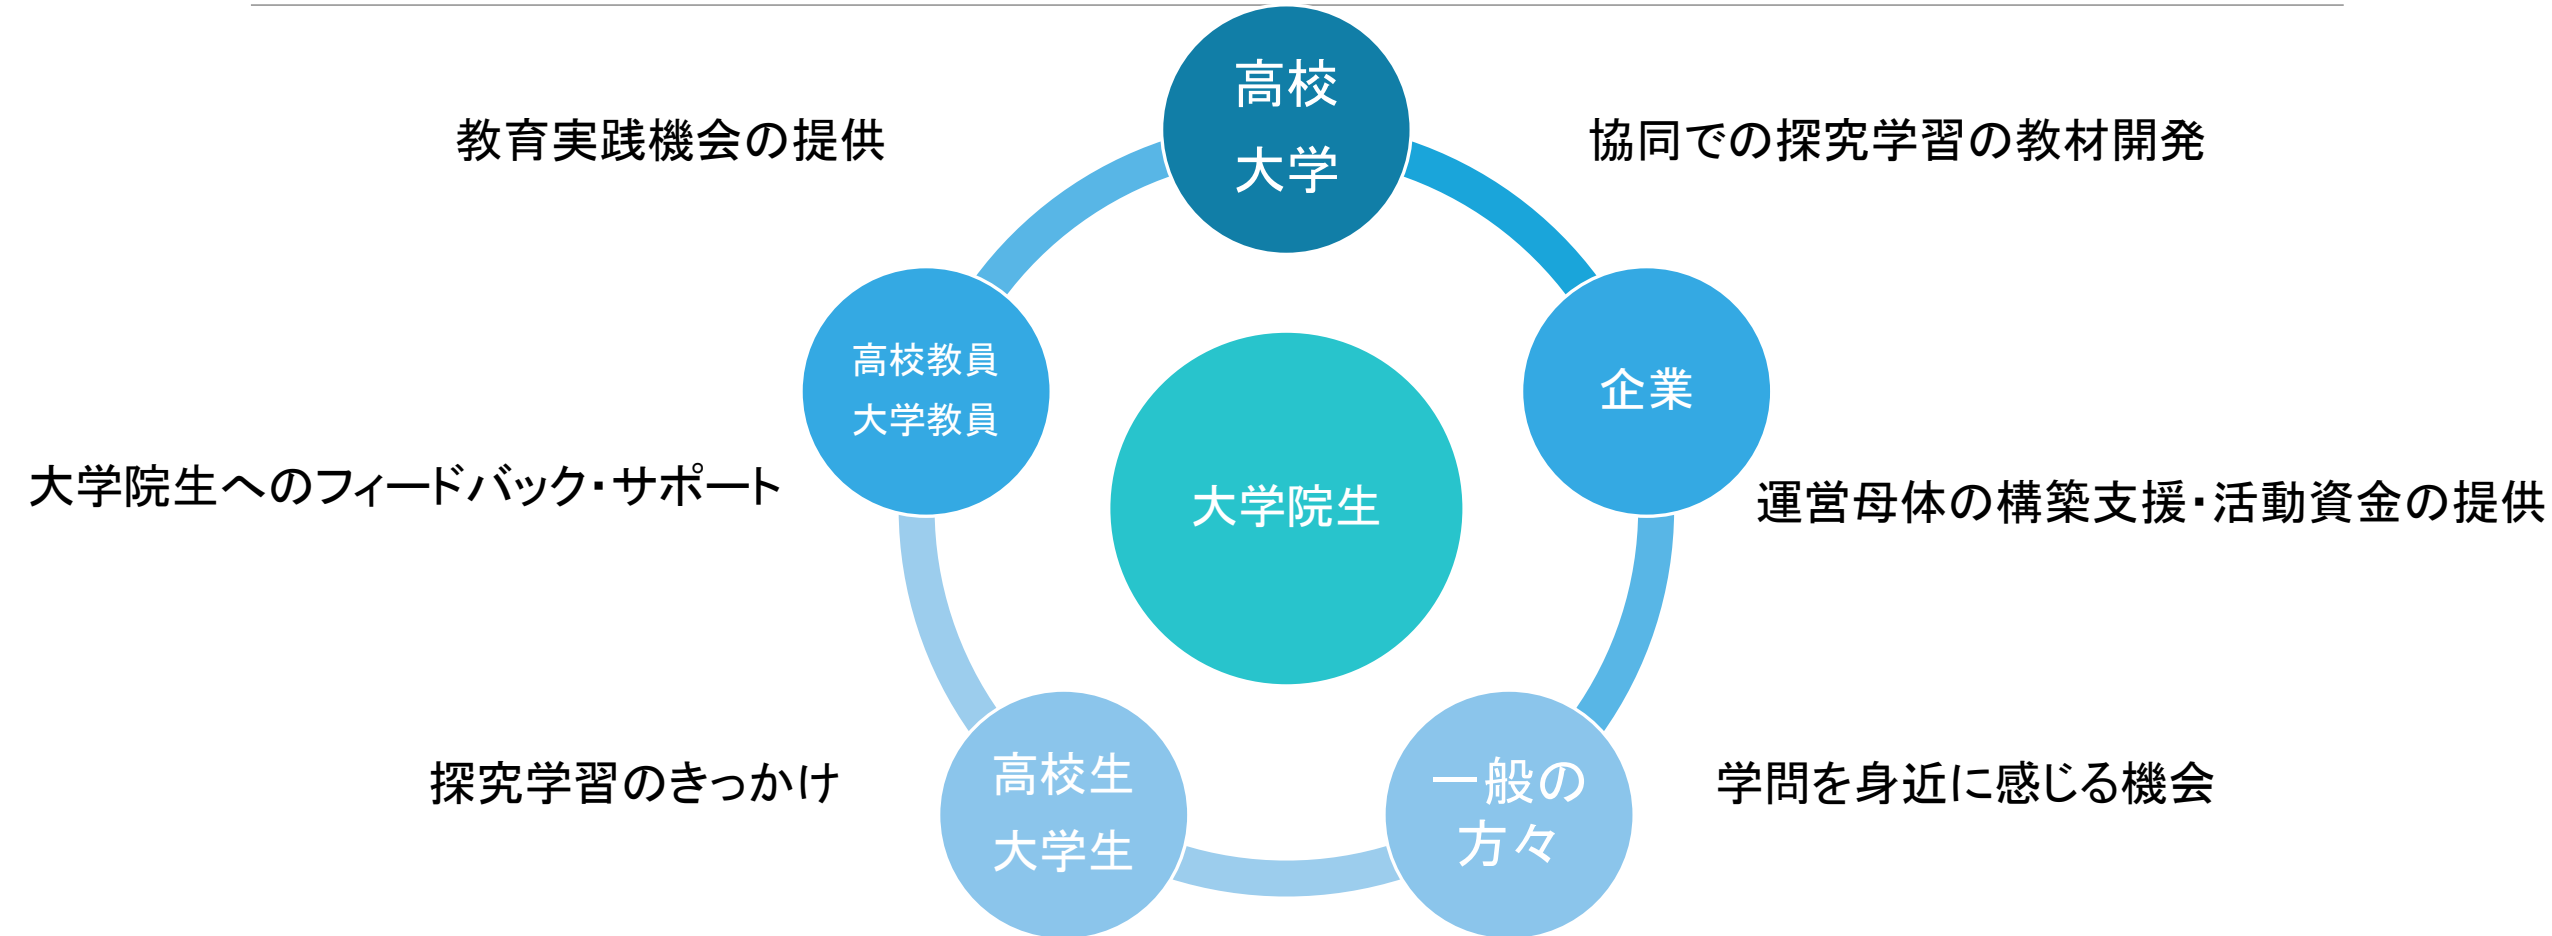 高校
大学
教育実践機会の提供
協同での探究学習の教材開発
高校教員
大学教員
企業
大学院生
大学院生へのフィードバック・サポート
運営母体の構築支援・活動資金の提供
高校生
大学生
一般の
方々
探究学習のきっかけ
学問を身近に感じる機会